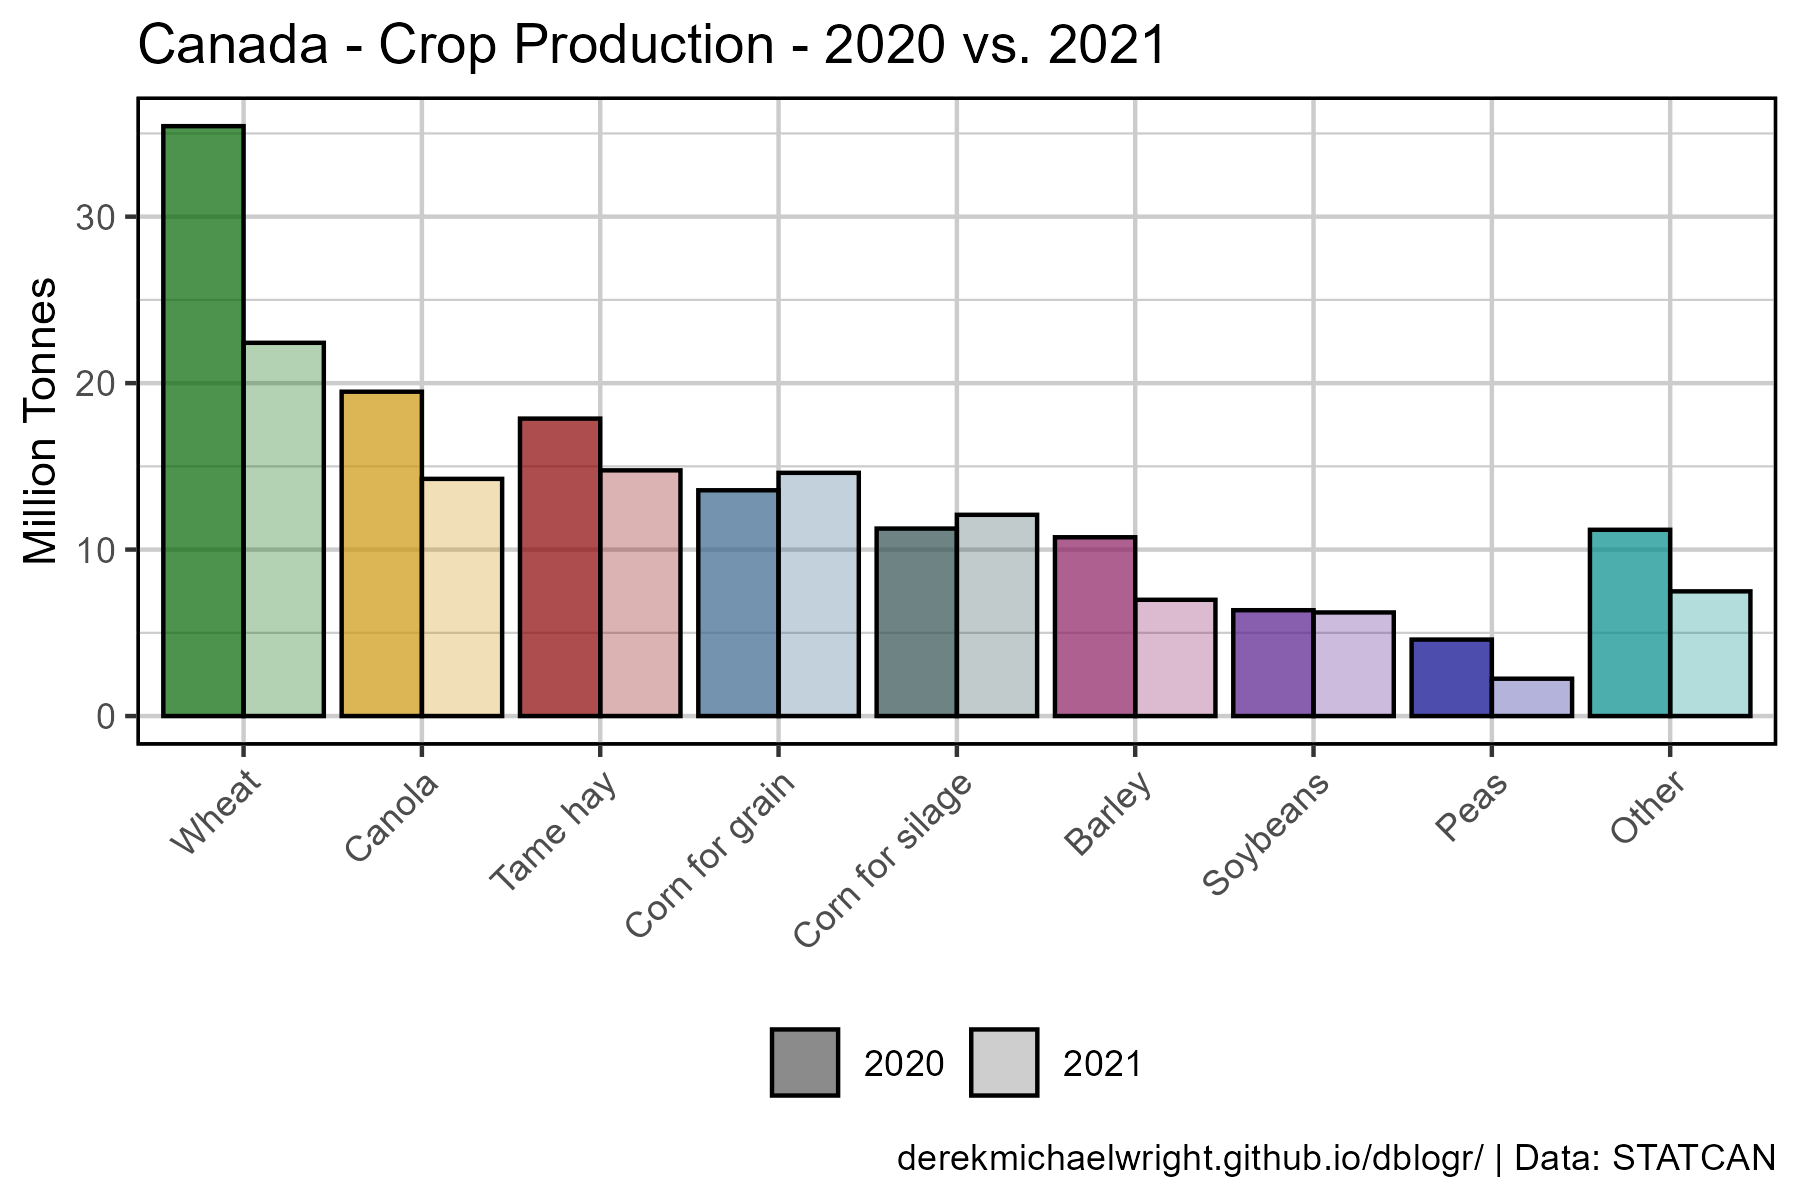 Canada - Crop Production - 2020 vs. 2021
Million Tonnes
30
20
10
0
Wheat
Canola
Tame hay
Corn for grain
Corn for silage
Barley
Soybeans
Peas
Other
2020
2021
derekmichaelwright.github.io/dblogr/ | Data: STATCAN